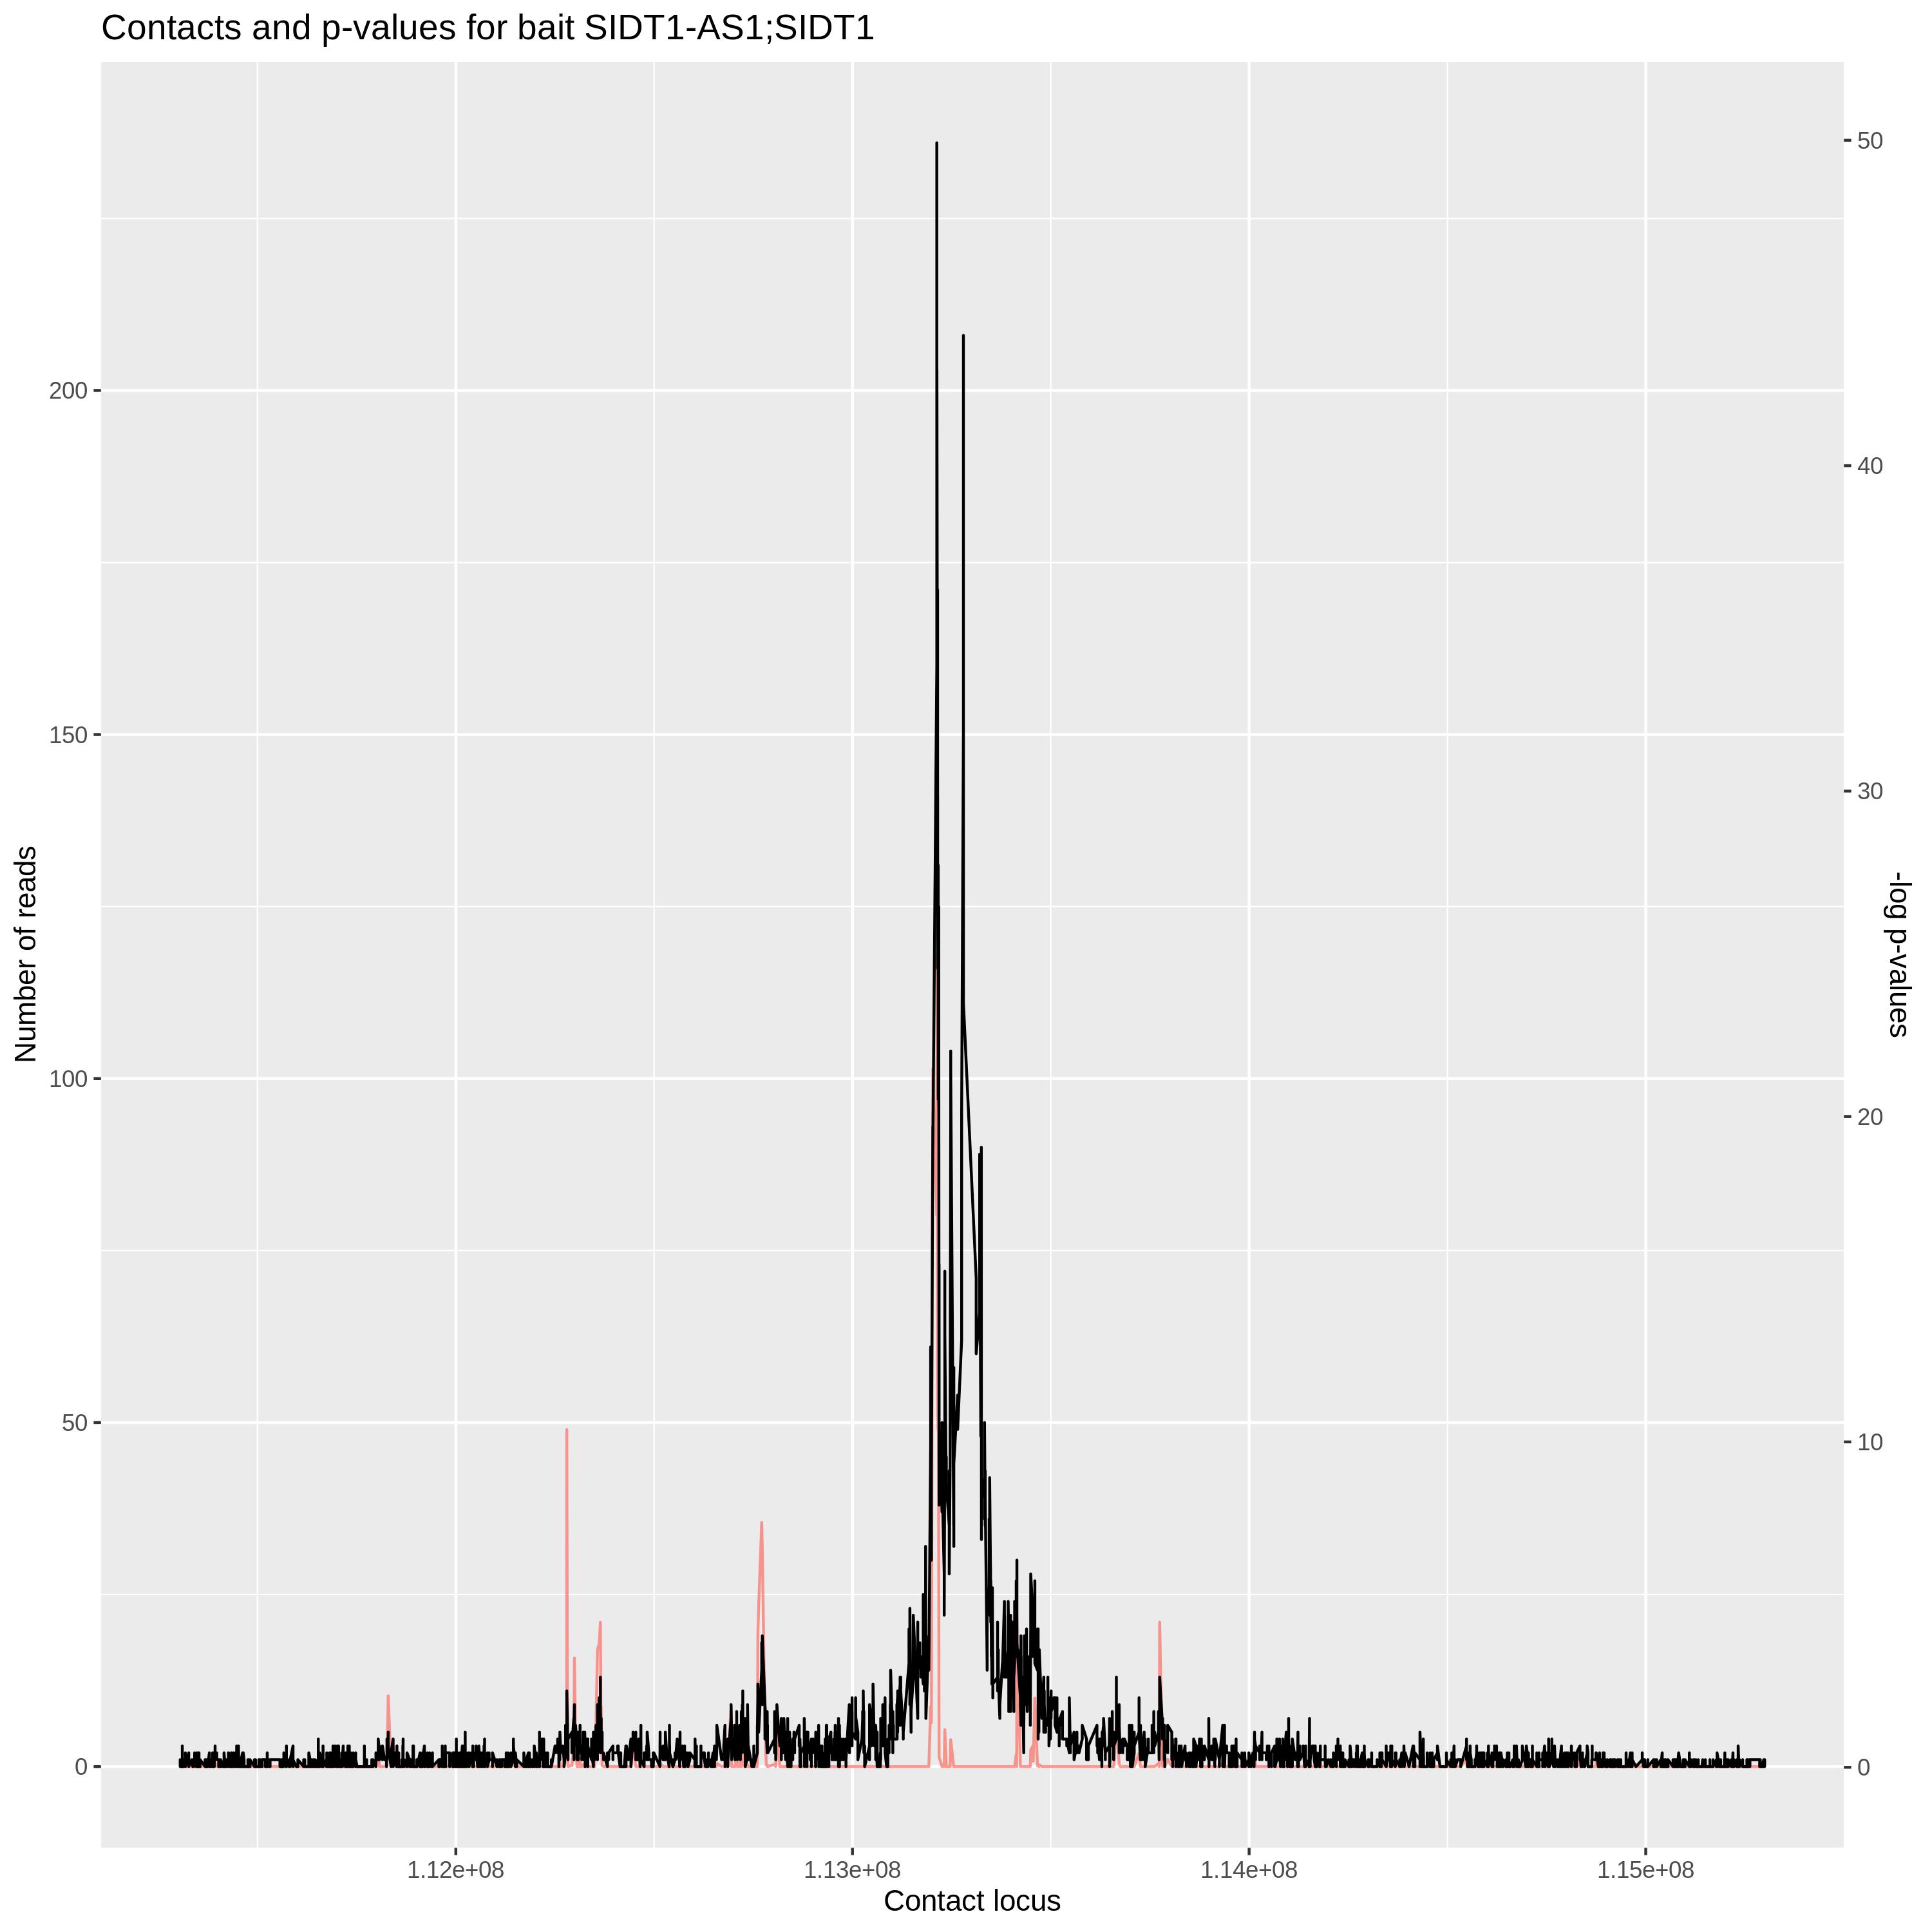 Contacts and p-values for bait SIDT1-AS1;SIDT1
Number of reads
200
150
100
50
0
50
40
30
20
10
0
-log p-values
1.12e+08
1.13e+08
1.14e+08
1.15e+08
Contact locus